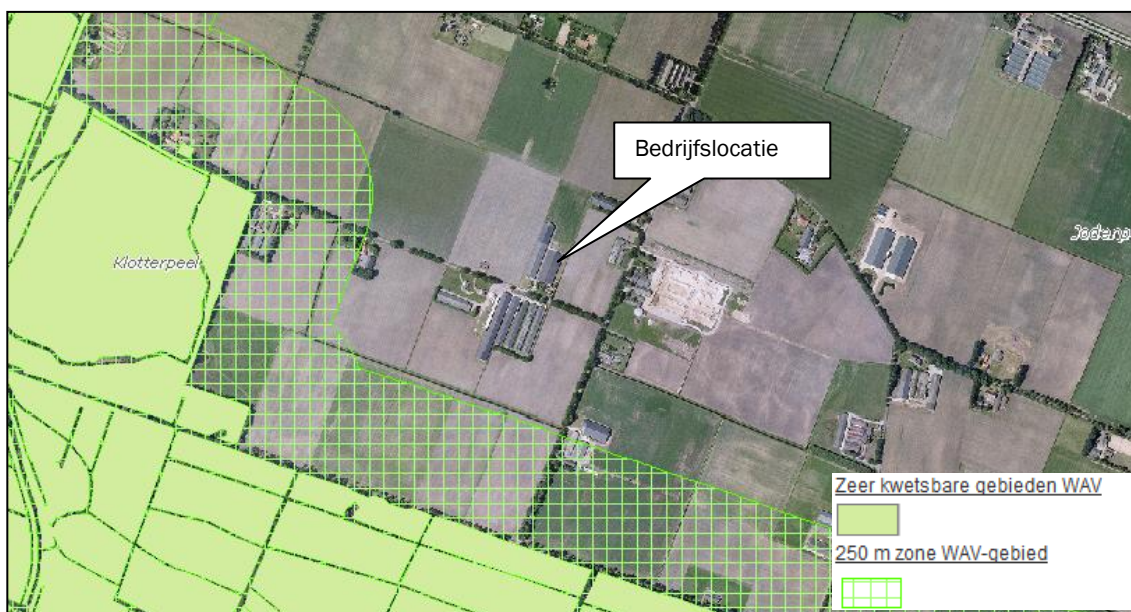 Bedrijfslocatie
Klotterpeel
Zeer kwetsbare gebieden WAV
250 m zone WAV-gebied